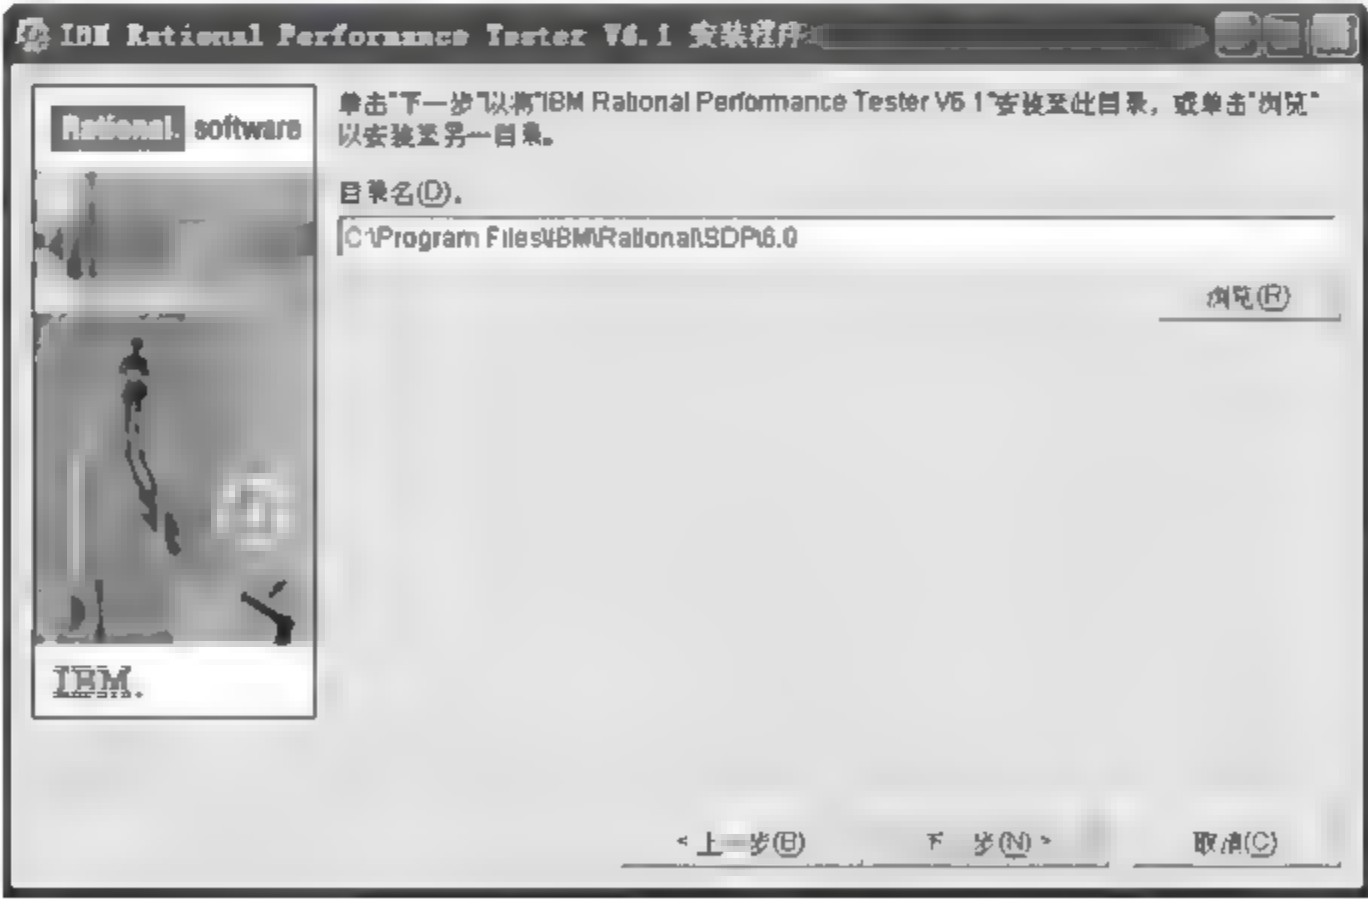 IBM Rational Performance Tester V6.1 安装程序
Rational. software
单击"下一步"以将"IBM Rational Performance Tester V6.1"安装至此目录，或单击"浏览"
以安装至另一目录。
目录名(D)。
C:\Program Files\IBM\Rational\SDP\6.0
浏览(R)
IBM.
< 上一步(B)
下一步(N) >
取消(C)